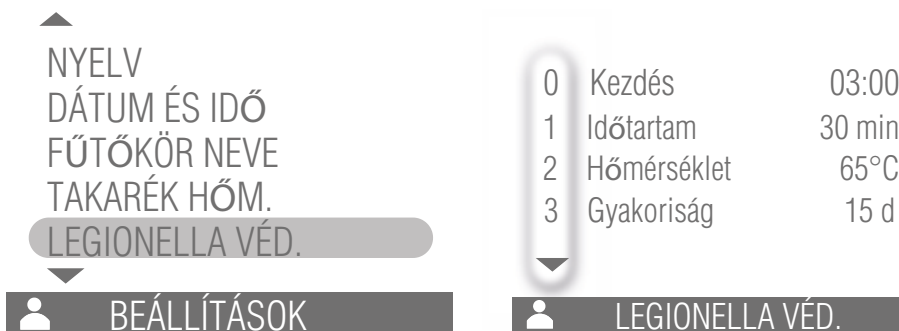 NYELV
DÁTUM ÉS IDŐ
FŰTŐKÖR NEVE
TAKARÉK HŐM.
LEGIONELLA VÉD.
BEÁLLÍTÁSOK
0 Kezdés 03:00
1 Időtartam 30 min
2 Hőmérséklet 65°C
3 Gyakoriság 15 d
LEGIONELLA VÉD.